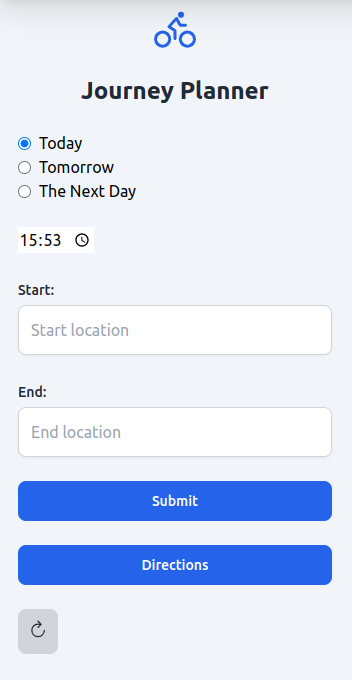 Journey Planner
Today
Tomorrow
The Next Day
15:53
Start:
Start location
End:
End location
Submit
Directions